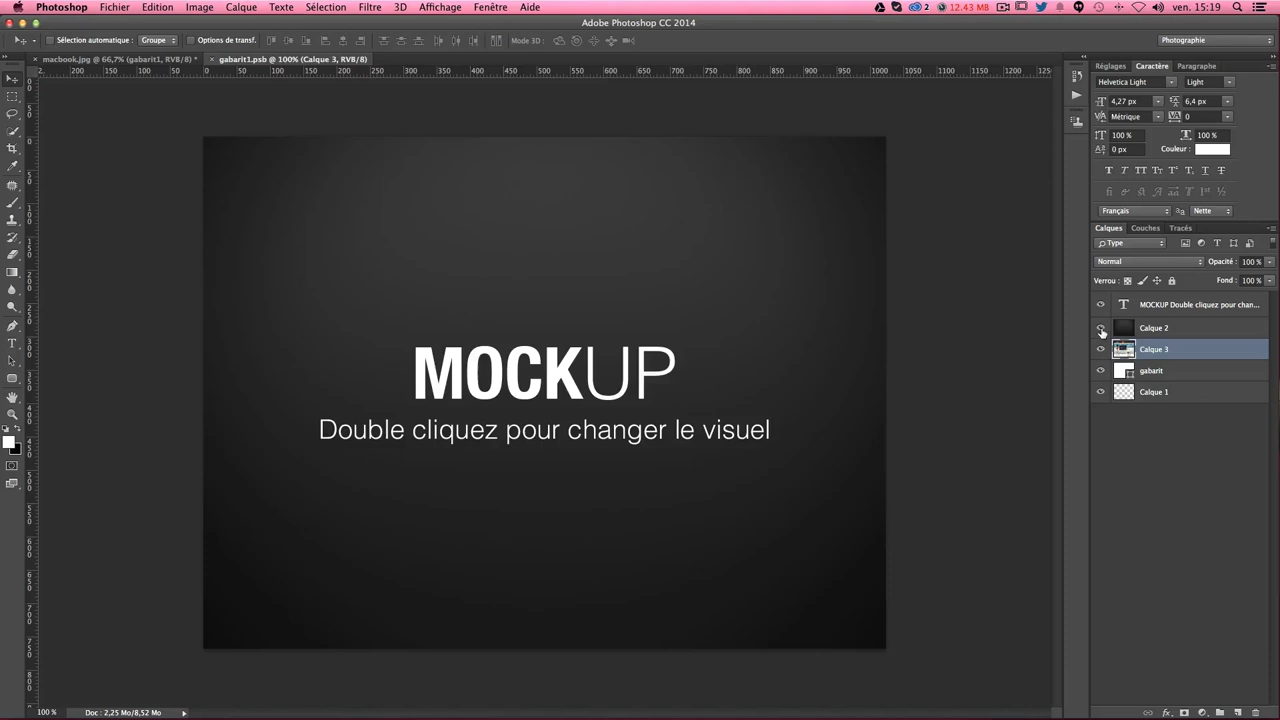 Photoshop Fichier Edition Image Calque Texte Sélection Filtre 3D Affichage Fenêtre Aide 2 12.43 MB ven. 15:19
Adobe Photoshop CC 2014
Sélection automatique : Groupe Options de transf. Mode 3D : Photographie
macbook.jpg @ 66,7% (gabarit1, RVB/8) * gabarit1.psb @ 100% (Calque 3, RVB/8)
Réglages Caractère Paragraphe
Helvetica Light Light
4,27 px 6,4 px
Métrique 0
100 % 100 %
0 px Couleur :
Français Nette
Calques Couches Tracés
Type
Normal Opacité : 100 %
Verrou : Fond : 100 %
MOCKUP Double cliquez pour chan...
Calque 2
Calque 3
gabarit
Calque 1
MOCKUP
Double cliquez pour changer le visuel
100 % Doc : 2,25 Mo/8,52 Mo